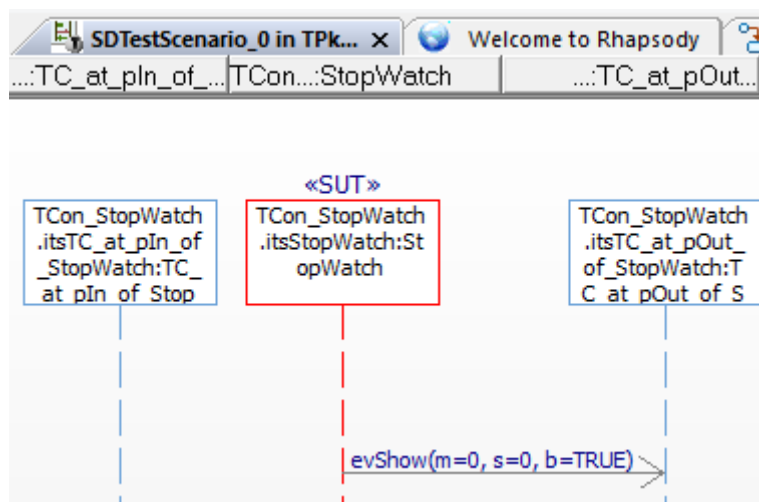 SDTestScenario_0 in TPk... × Welcome to Rhapsody
...:TC_at_pIn_of_... TCon...:StopWatch ...:TC_at_pOut...
«SUT»
TCon_StopWatch
.itsTC_at_pIn_of
_StopWatch:TC_
at_pIn_of_Stop
TCon_StopWatch
.itsStopWatch:St
opWatch
TCon_StopWatch
.itsTC_at_pOut_
of_StopWatch:T
C_at_pOut_of_S
evShow(m=0, s=0, b=TRUE)